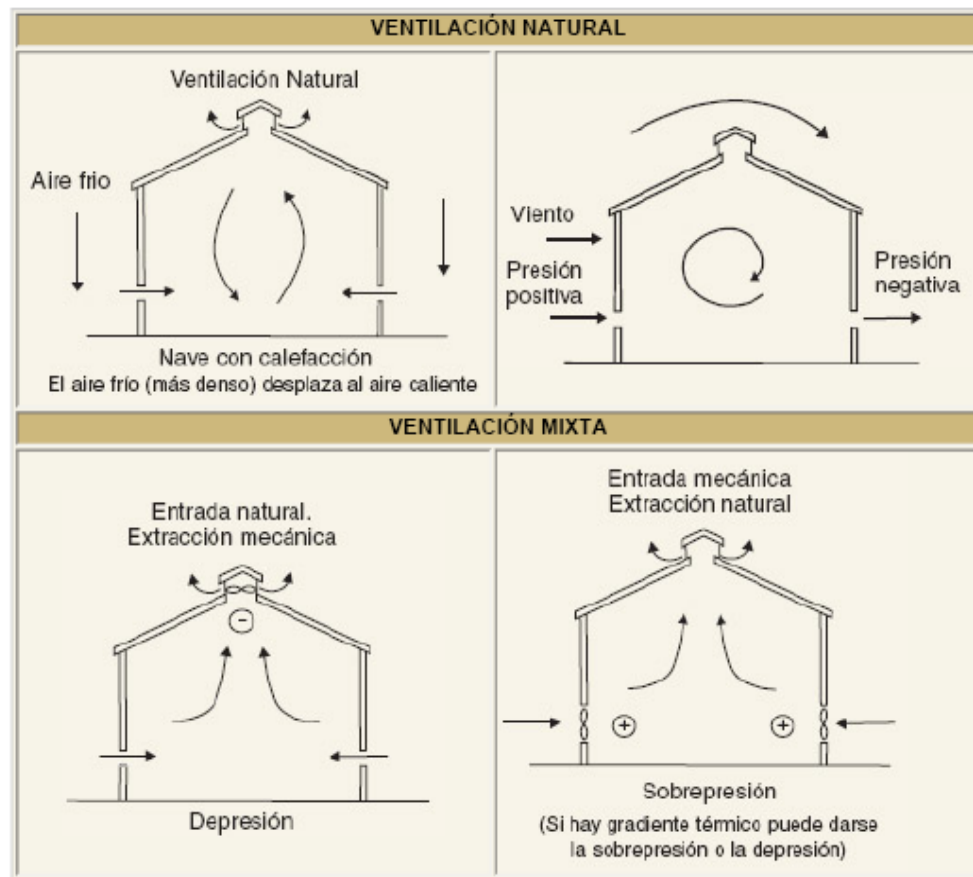 VENTILACIÓN NATURAL
Ventilación Natural
Aire frio
Nave con calefacción
El aire frío (más denso) desplaza al aire caliente
Viento
Presión
positiva
Presión
negativa
VENTILACIÓN MIXTA
Entrada natural.
Extracción mecánica
-
Depresión
Entrada mecánica
Extracción natural
+
+
Sobrepresión
(Si hay gradiente térmico puede darse
la sobrepresión o la depresión)